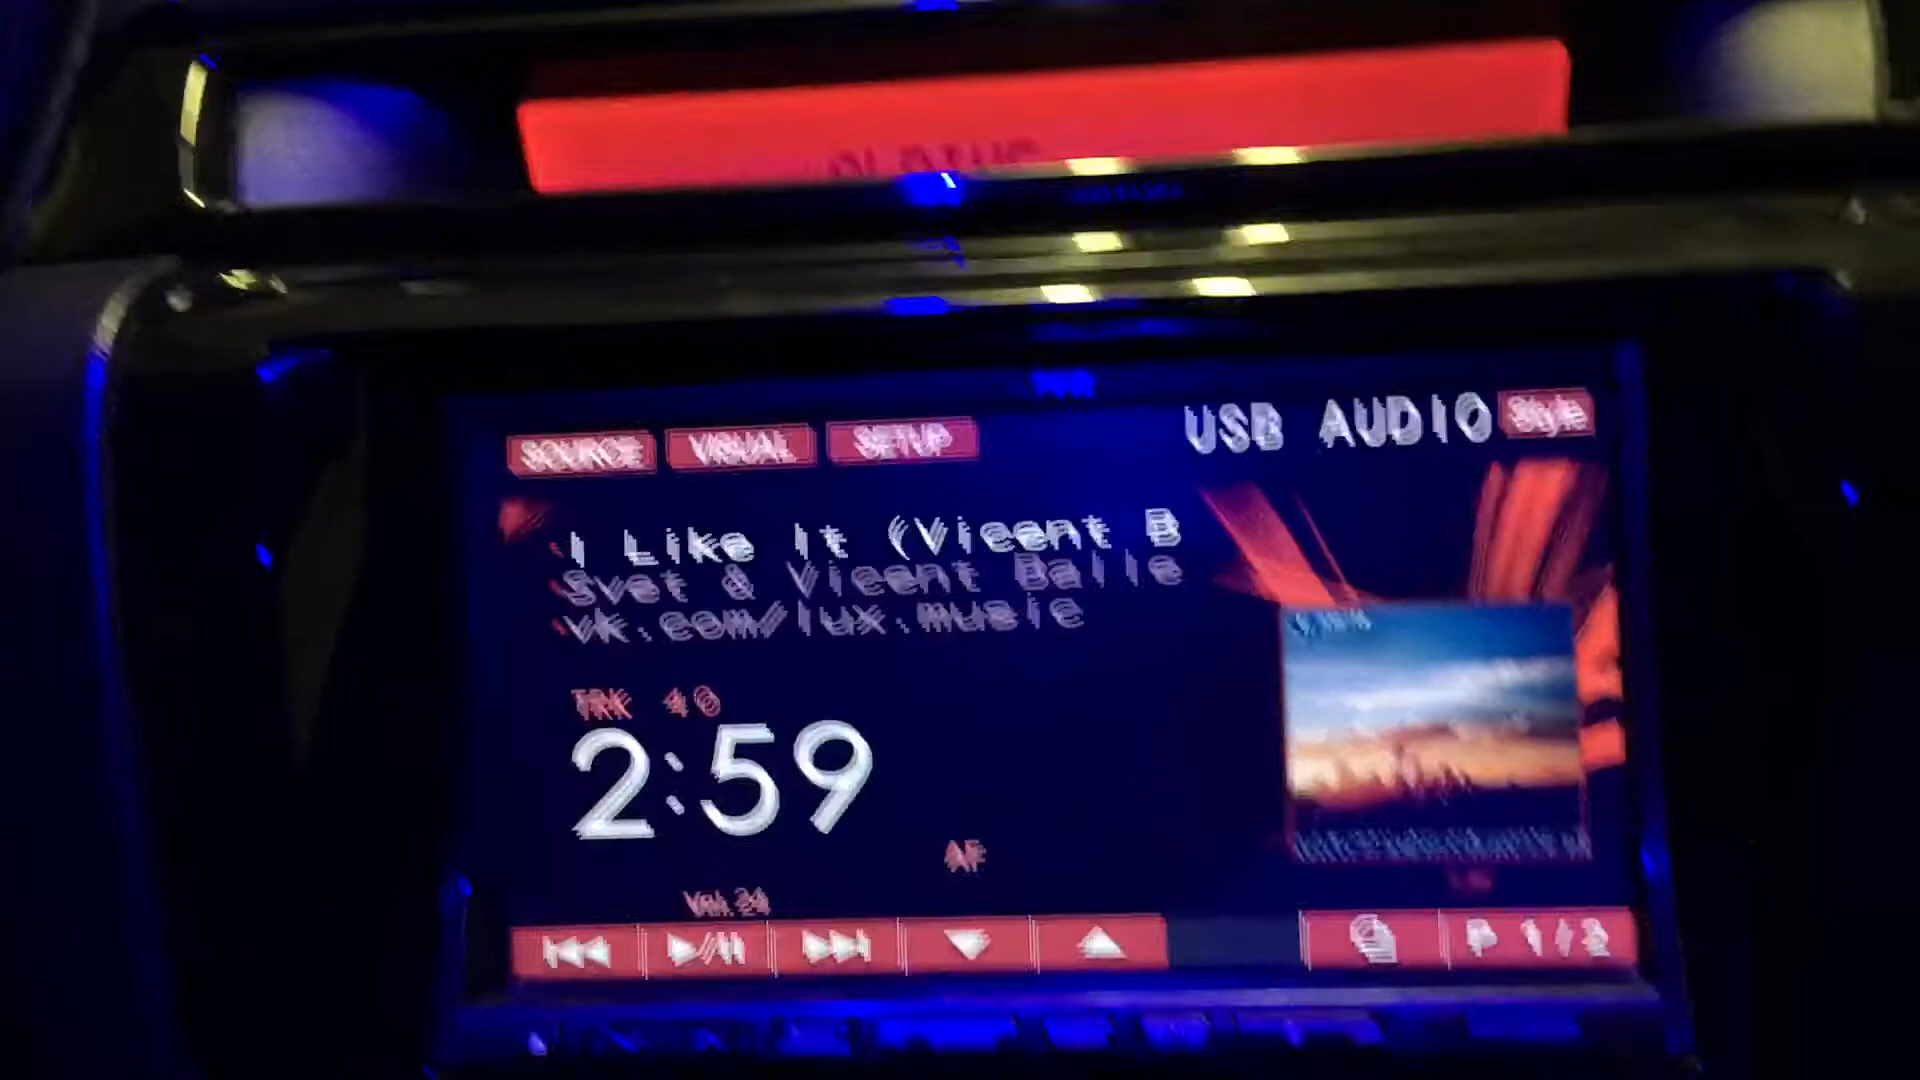 SOURCE VISUAL SETUP USB AUDIO Style
I Like It (Vicent B
Svet & Vicent Balle
vk.com/lux.music
TRK 40
2:59
AF
Vol.24
P 1/2